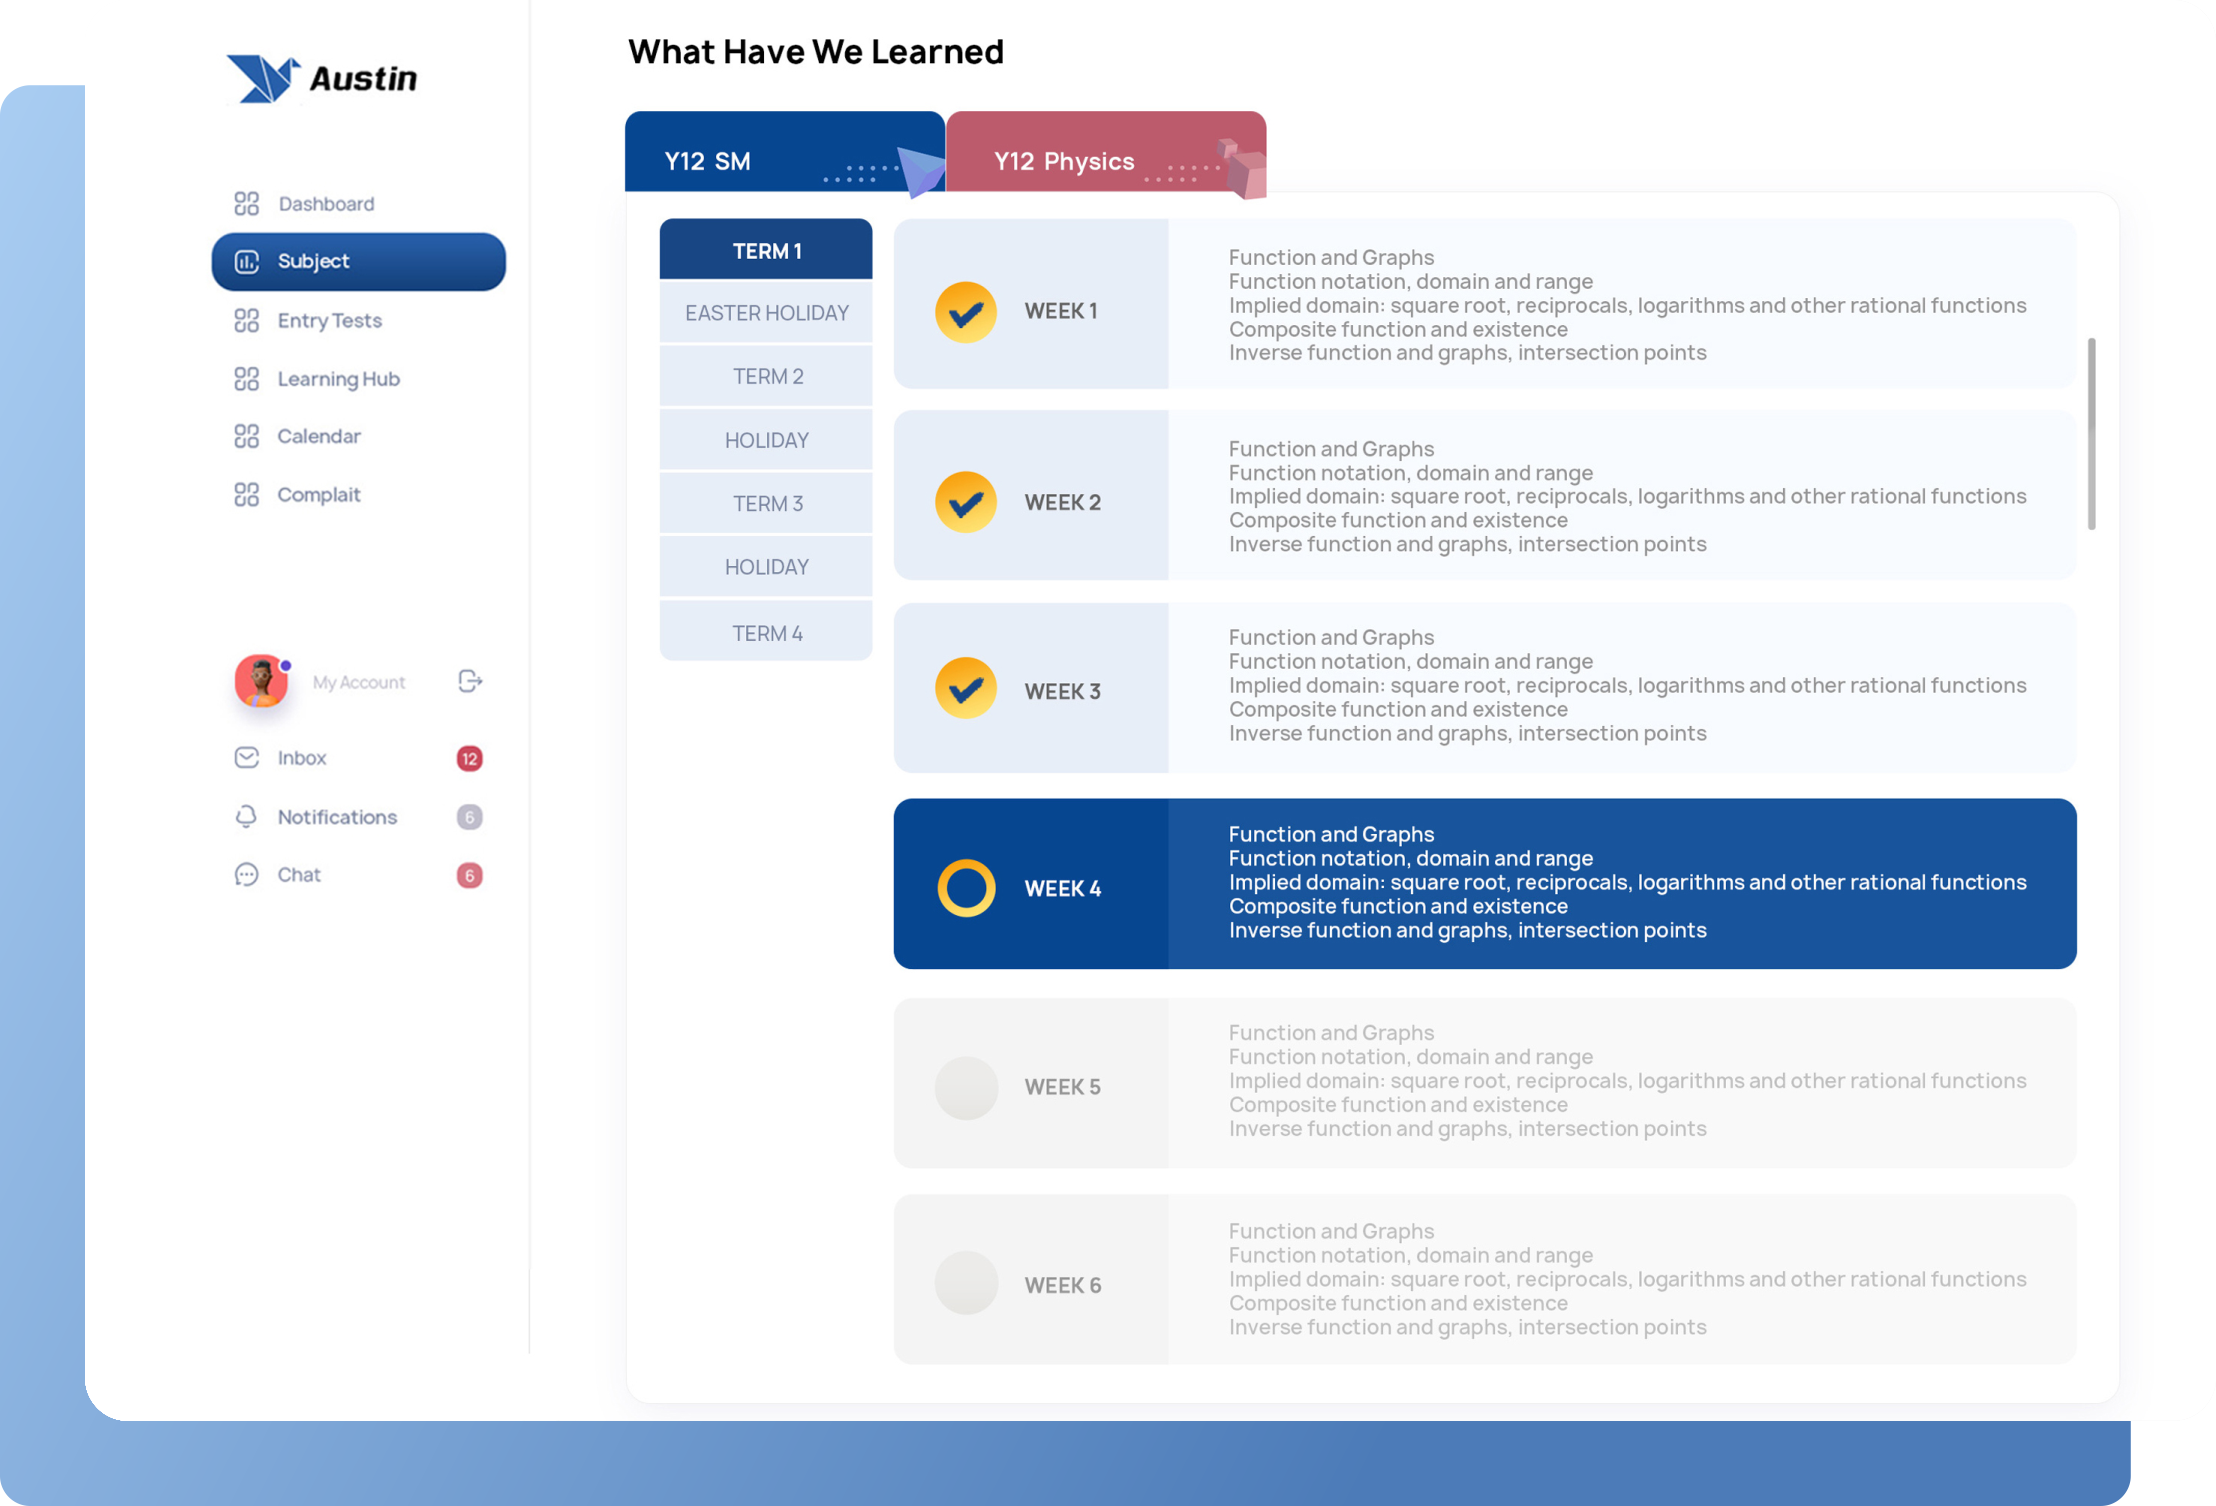 Austin
Dashboard
Subject
Entry Tests
Learning Hub
Calendar
Complait
My Account
Inbox 12
Notifications 6
Chat 6
What Have We Learned
Y12 SM
Y12 Physics
TERM 1
EASTER HOLIDAY
TERM 2
HOLIDAY
TERM 3
HOLIDAY
TERM 4
WEEK 1
Function and Graphs
Function notation, domain and range
Implied domain: square root, reciprocals, logarithms and other rational functions
Composite function and existence
Inverse function and graphs, intersection points
WEEK 2
Function and Graphs
Function notation, domain and range
Implied domain: square root, reciprocals, logarithms and other rational functions
Composite function and existence
Inverse function and graphs, intersection points
WEEK 3
Function and Graphs
Function notation, domain and range
Implied domain: square root, reciprocals, logarithms and other rational functions
Composite function and existence
Inverse function and graphs, intersection points
WEEK 4
Function and Graphs
Function notation, domain and range
Implied domain: square root, reciprocals, logarithms and other rational functions
Composite function and existence
Inverse function and graphs, intersection points
WEEK 5
Function and Graphs
Function notation, domain and range
Implied domain: square root, reciprocals, logarithms and other rational functions
Composite function and existence
Inverse function and graphs, intersection points
WEEK 6
Function and Graphs
Function notation, domain and range
Implied domain: square root, reciprocals, logarithms and other rational functions
Composite function and existence
Inverse function and graphs, intersection points